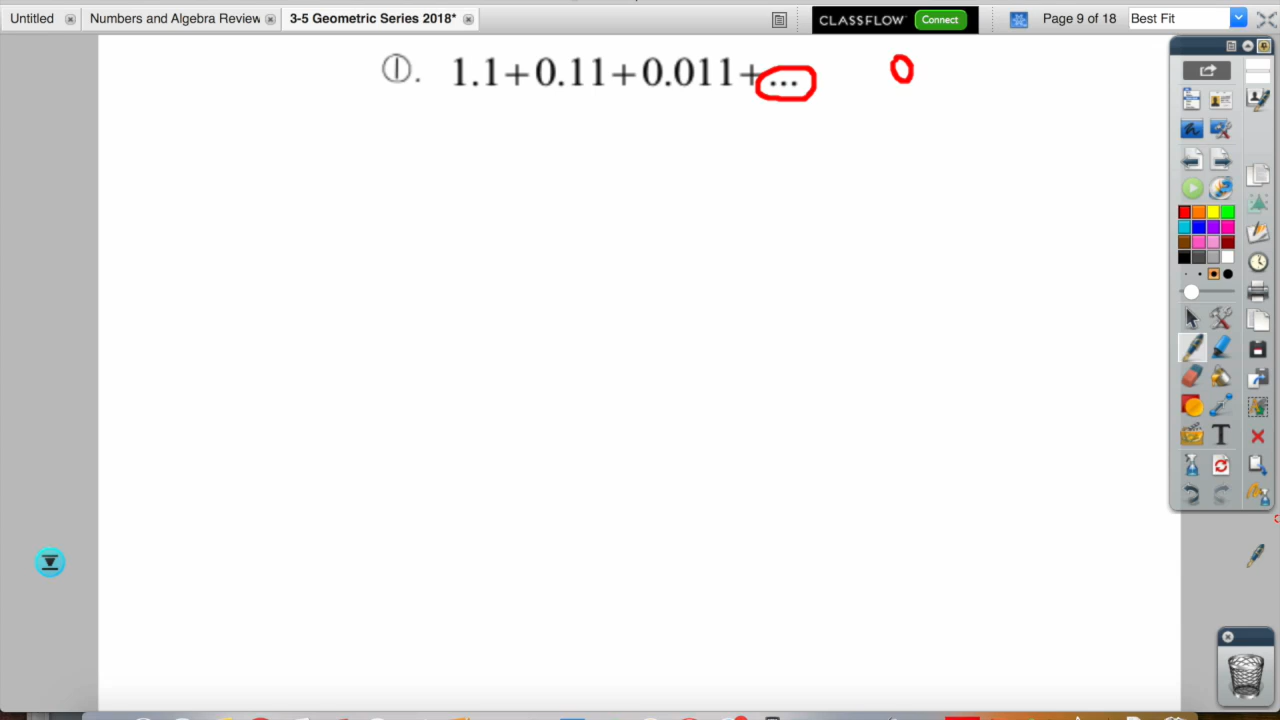 Untitled Numbers and Algebra Review 3-5 Geometric Series 2018* CLASSFLOW Connect Page 9 of 18 Best Fit
①. 1.1+0.11+0.011+... 0
T